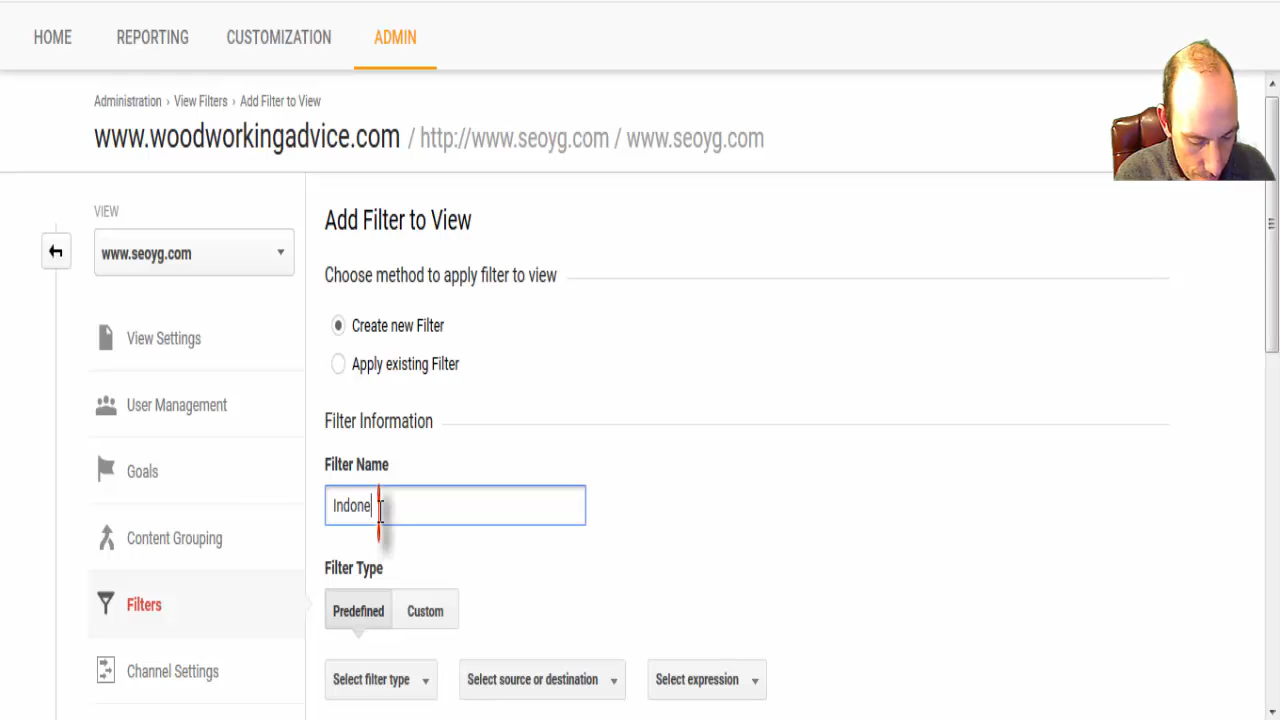 HOME REPORTING CUSTOMIZATION ADMIN
Administration › View Filters › Add Filter to View
www.woodworkingadvice.com / http://www.seoyg.com / www.seoyg.com
VIEW
www.seoyg.com
View Settings
User Management
Goals
Content Grouping
Filters
Channel Settings
Add Filter to View
Choose method to apply filter to view
Create new Filter
Apply existing Filter
Filter Information
Filter Name
Indone
Filter Type
Predefined Custom
Select filter type Select source or destination Select expression